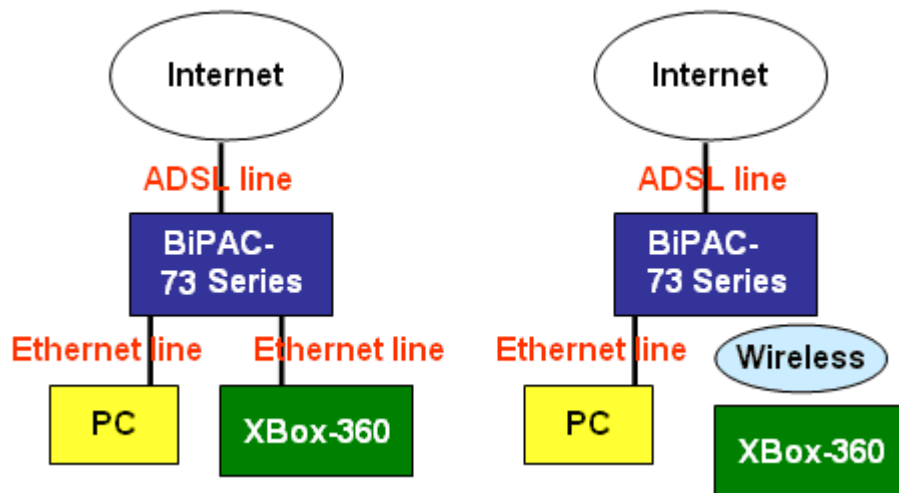 Internet
ADSL line
BiPAC-
73 Series
Ethernet line
Ethernet line
PC
XBox-360
Internet
ADSL line
BiPAC-
73 Series
Ethernet line
Wireless
PC
XBox-360